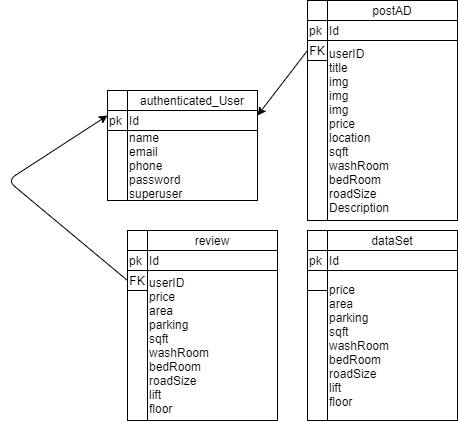 postAD
pk Id
FK userID
title
img
img
img
price
location
sqft
washRoom
bedRoom
roadSize
Description
authenticated_User
pk Id
name
email
phone
password
superuser
review
pk Id
FK userID
price
area
parking
sqft
washRoom
bedRoom
roadSize
lift
floor
dataSet
pk Id
price
area
parking
sqft
washRoom
bedRoom
roadSize
lift
floor